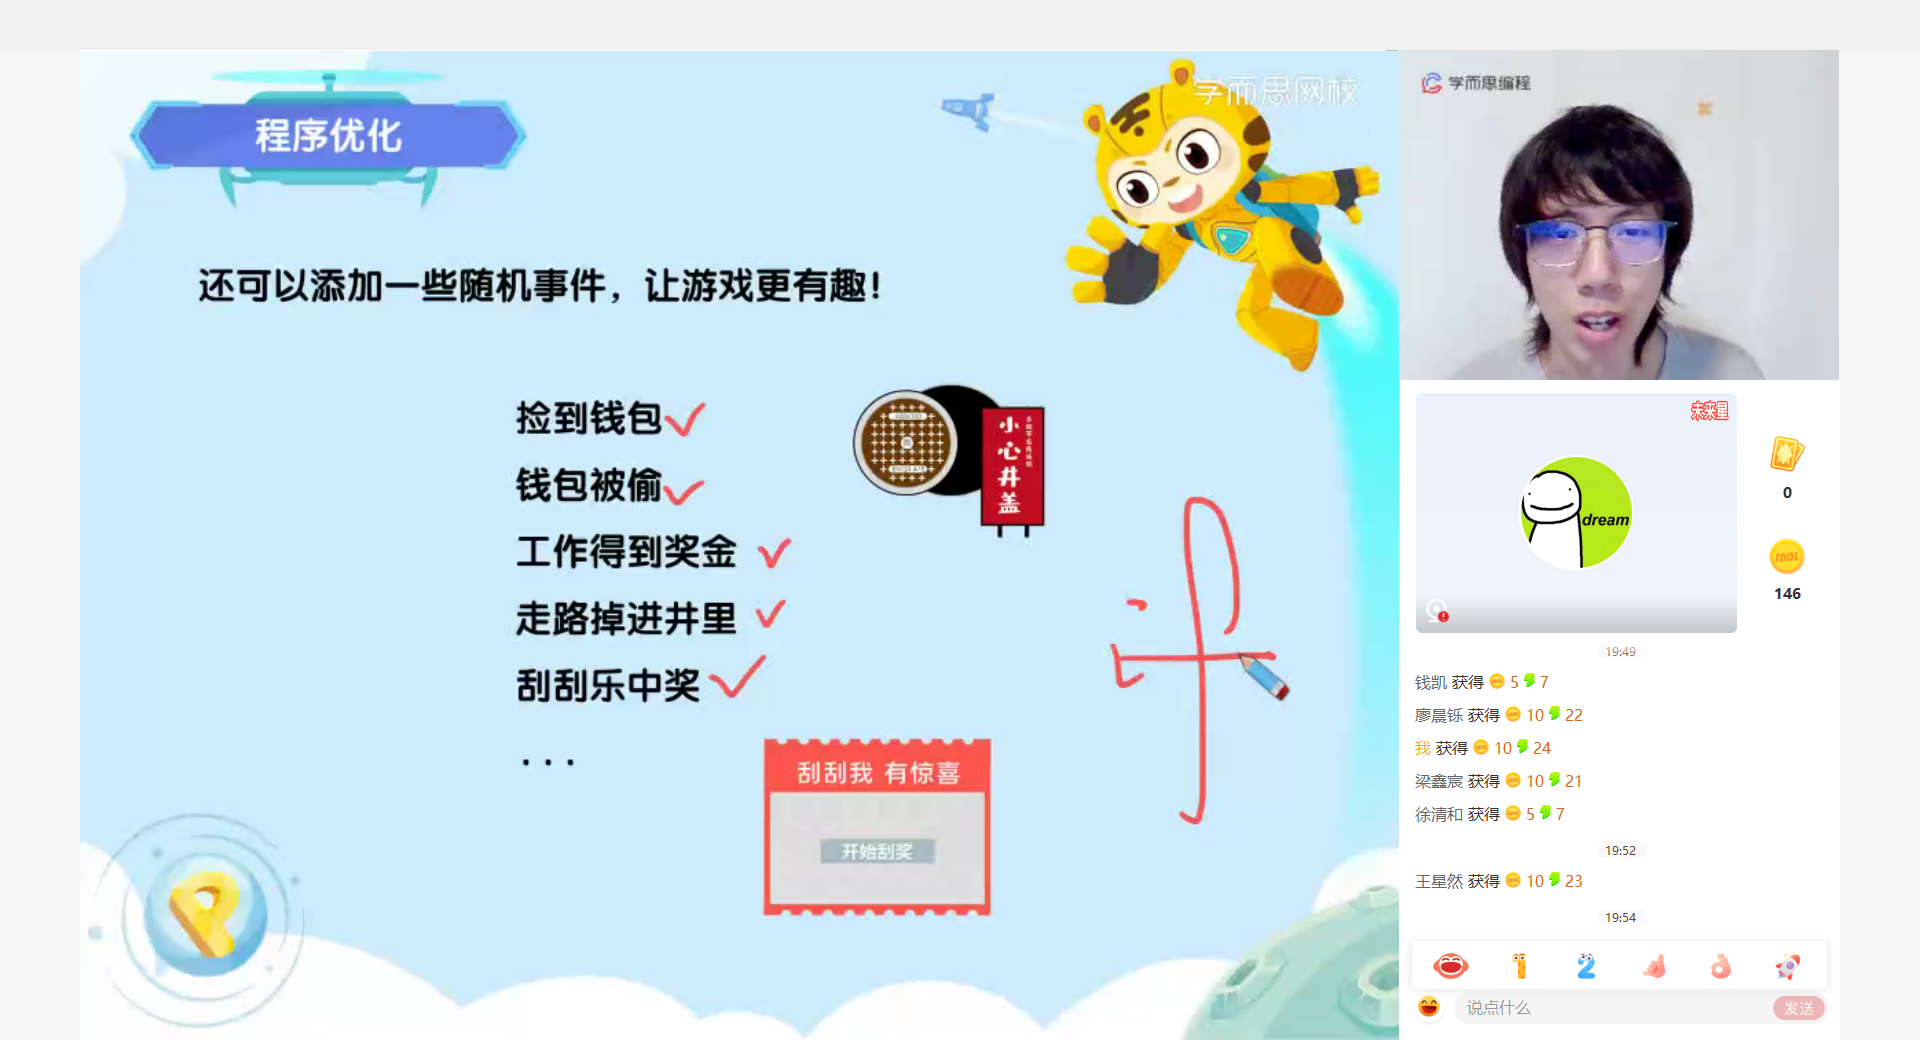 程序优化
学而思网校
还可以添加一些随机事件，让游戏更有趣！
捡到钱包
钱包被偷
工作得到奖金
走路掉进井里
刮刮乐中奖
...
小心井盖
刮刮我 有惊喜
开始刮奖
学而思编程
未来星
dream
0
IDOL
146
19:49
钱凯 获得 5 7
廖晨铄 获得 10 22
我 获得 10 24
梁鑫宸 获得 10 21
徐清和 获得 5 7
19:52
王星然 获得 10 23
19:54
1 2
说点什么
发送